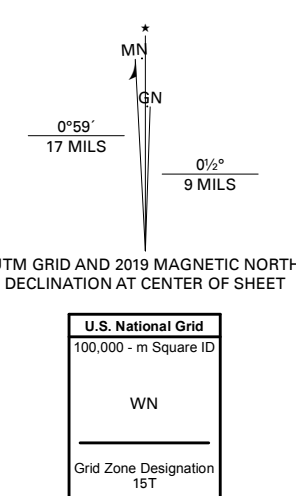 MN
GN
0°59´
17 MILS
0½°
9 MILS
UTM GRID AND 2019 MAGNETIC NORTH
DECLINATION AT CENTER OF SHEET
U.S. National Grid
100,000 - m Square ID
WN
Grid Zone Designation
15T